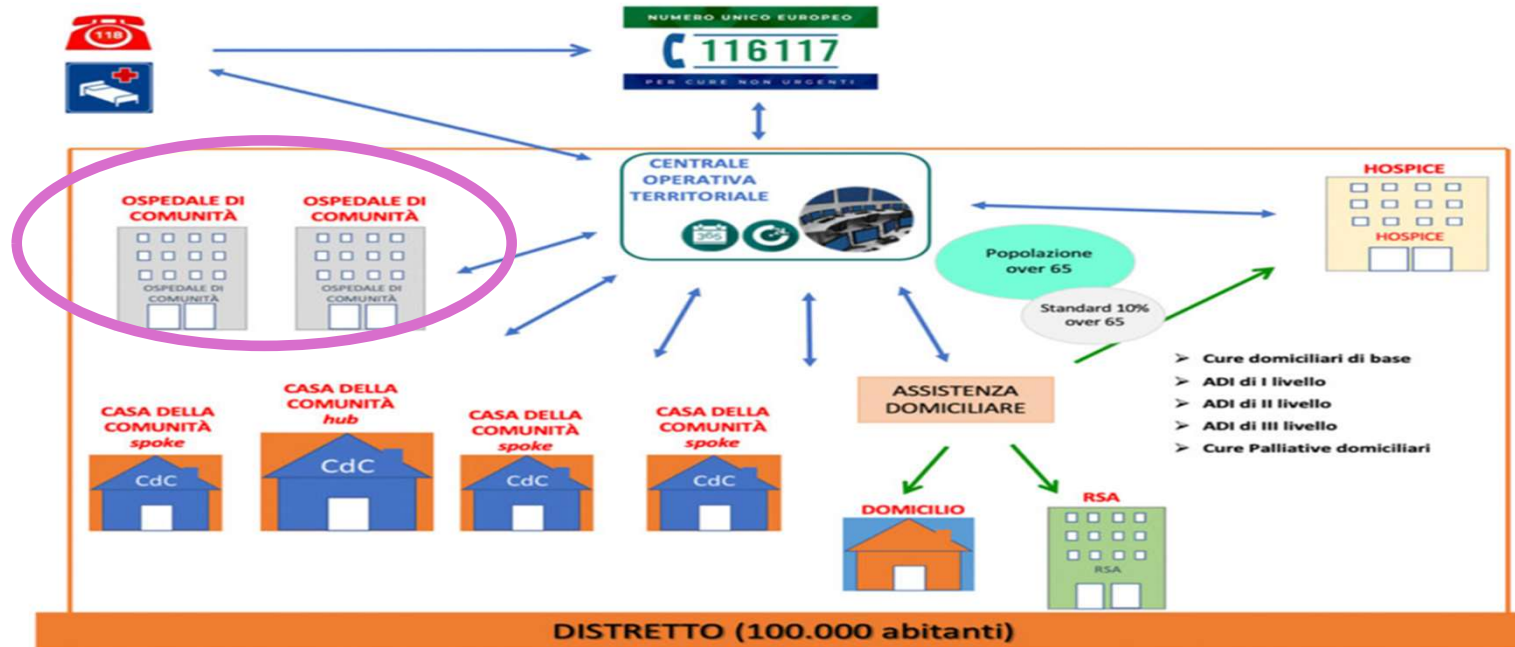 118
NUMERO UNICO EUROPEO
116117
PER CURE NON URGENTI
CENTRALE
OPERATIVA
TERRITORIALE
365
OSPEDALE DI
COMUNITÀ
OSPEDALE DI
COMUNITÀ
OSPEDALE DI
COMUNITÀ
OSPEDALE DI
COMUNITÀ
HOSPICE
HOSPICE
Popolazione
over 65
Standard 10%
over 65
CASA DELLA
COMUNITÀ
spoke
CdC
CASA DELLA
COMUNITÀ
hub
CdC
CASA DELLA
COMUNITÀ
spoke
CdC
CASA DELLA
COMUNITÀ
spoke
CdC
ASSISTENZA
DOMICILIARE
➢ Cure domiciliari di base
➢ ADI di I livello
➢ ADI di II livello
➢ ADI di III livello
➢ Cure Palliative domiciliari
DOMICILIO
RSA
RSA
DISTRETTO (100.000 abitanti)